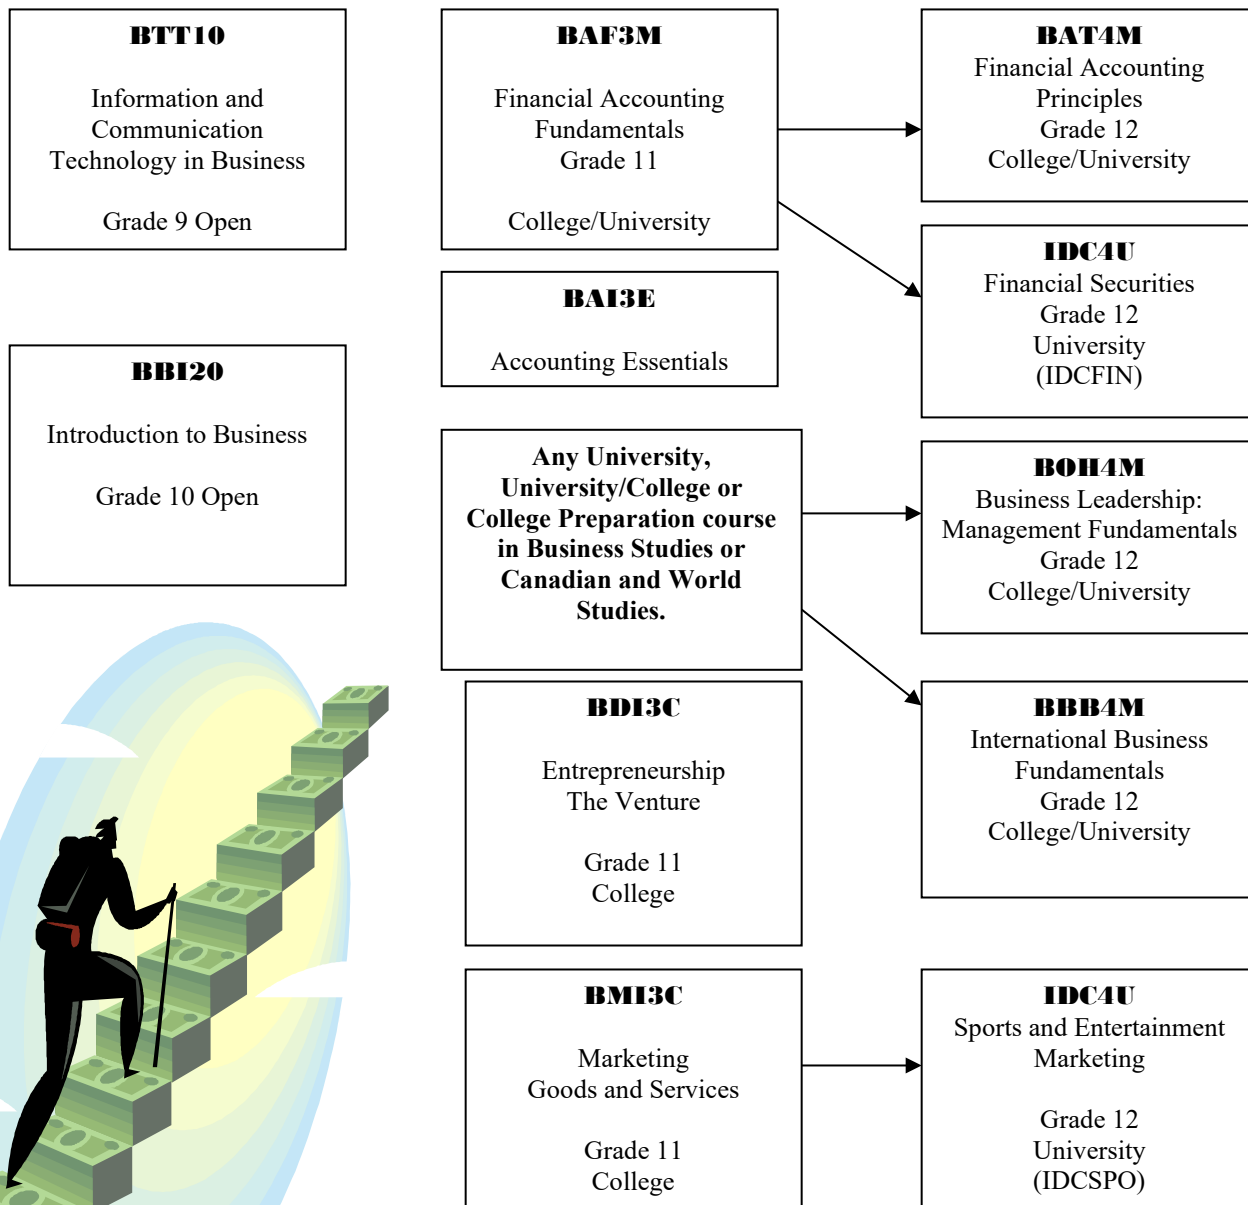 BTT10
Information and
Communication
Technology in Business
Grade 9 Open
BBI20
Introduction to Business
Grade 10 Open
BAF3M
Financial Accounting
Fundamentals
Grade 11
College/University
BAI3E
Accounting Essentials
Any University,
University/College or
College Preparation course
in Business Studies or
Canadian and World
Studies.
BDI3C
Entrepreneurship
The Venture
Grade 11
College
BMI3C
Marketing
Goods and Services
Grade 11
College
BAT4M
Financial Accounting
Principles
Grade 12
College/University
IDC4U
Financial Securities
Grade 12
University
(IDCFIN)
BOH4M
Business Leadership:
Management Fundamentals
Grade 12
College/University
BBB4M
International Business
Fundamentals
Grade 12
College/University
IDC4U
Sports and Entertainment
Marketing
Grade 12
University
(IDCSPO)